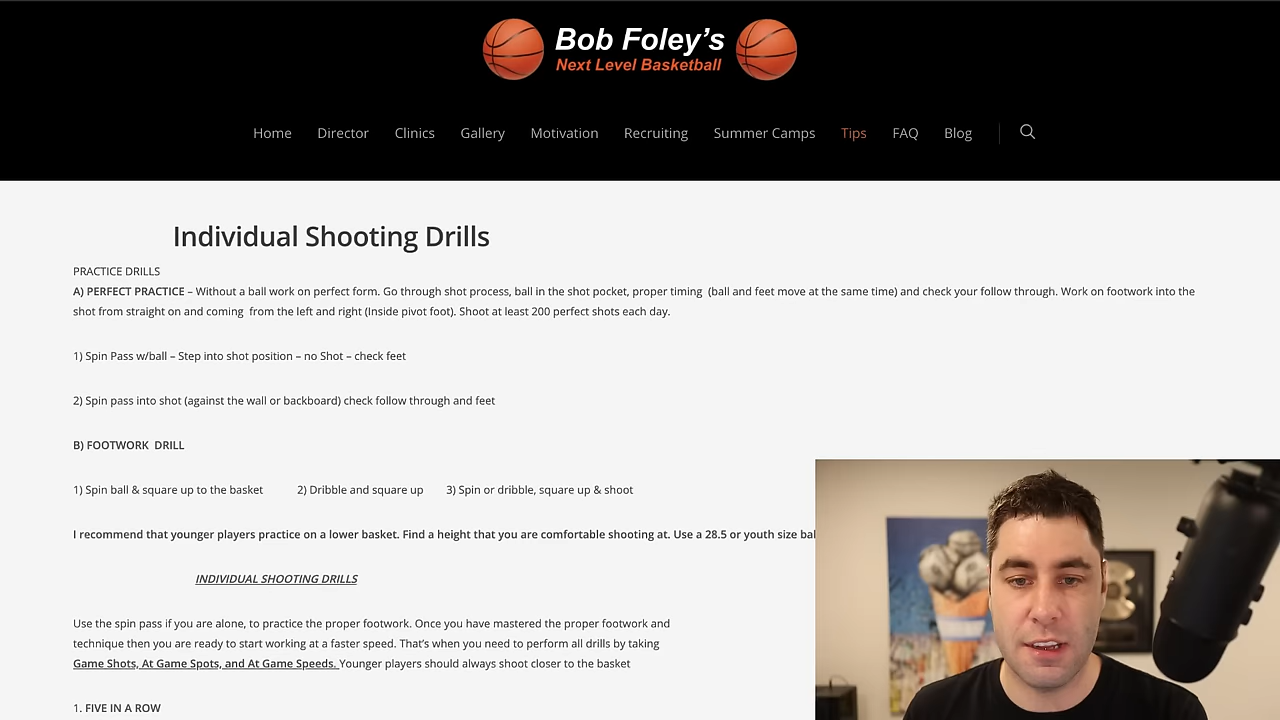 Bob Foley's
Next Level Basketball
Home Director Clinics Gallery Motivation Recruiting Summer Camps Tips FAQ Blog
Individual Shooting Drills
PRACTICE DRILLS
A) PERFECT PRACTICE – Without a ball work on perfect form. Go through shot process, ball in the shot pocket, proper timing (ball and feet move at the same time) and check your follow through. Work on footwork into the
shot from straight on and coming from the left and right (Inside pivot foot). Shoot at least 200 perfect shots each day.
1) Spin Pass w/ball – Step into shot position – no Shot – check feet
2) Spin pass into shot (against the wall or backboard) check follow through and feet
B) FOOTWORK DRILL
1) Spin ball & square up to the basket 2) Dribble and square up 3) Spin or dribble, square up & shoot
I recommend that younger players practice on a lower basket. Find a height that you are comfortable shooting at. Use a 28.5 or youth size bal
INDIVIDUAL SHOOTING DRILLS
Use the spin pass if you are alone, to practice the proper footwork. Once you have mastered the proper footwork and
technique then you are ready to start working at a faster speed. That's when you need to perform all drills by taking
Game Shots, At Game Spots, and At Game Speeds. Younger players should always shoot closer to the basket
1. FIVE IN A ROW